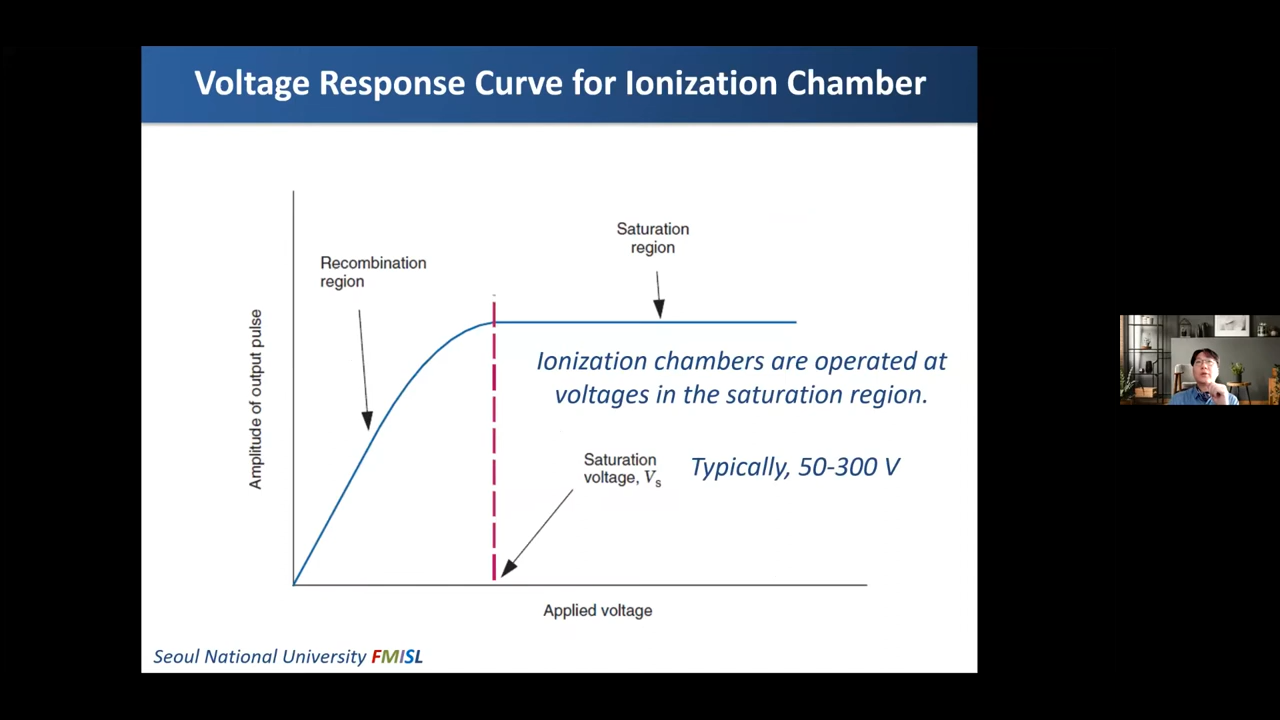 Voltage Response Curve for Ionization Chamber
Saturation
region
Recombination
region
Amplitude of output pulse
Ionization chambers are operated at
voltages in the saturation region.
Saturation
voltage, Vs
Typically, 50-300 V
Applied voltage
Seoul National University FMISL